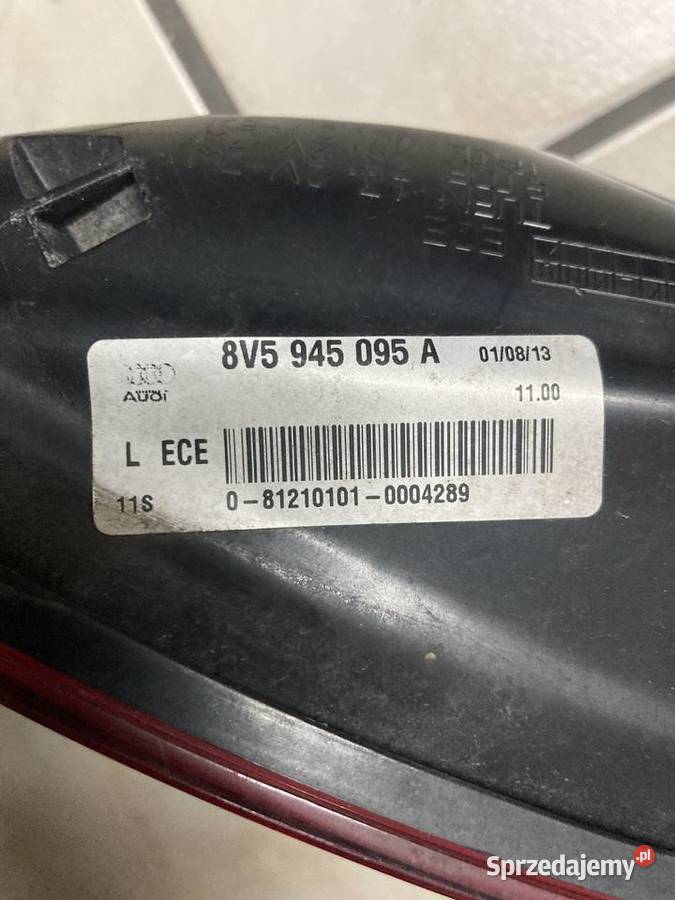 8V5 945 095 A 01/08/13
Audi 11.00
L ECE
11S 0-81210101-0004289
Sprzedajemy.pl